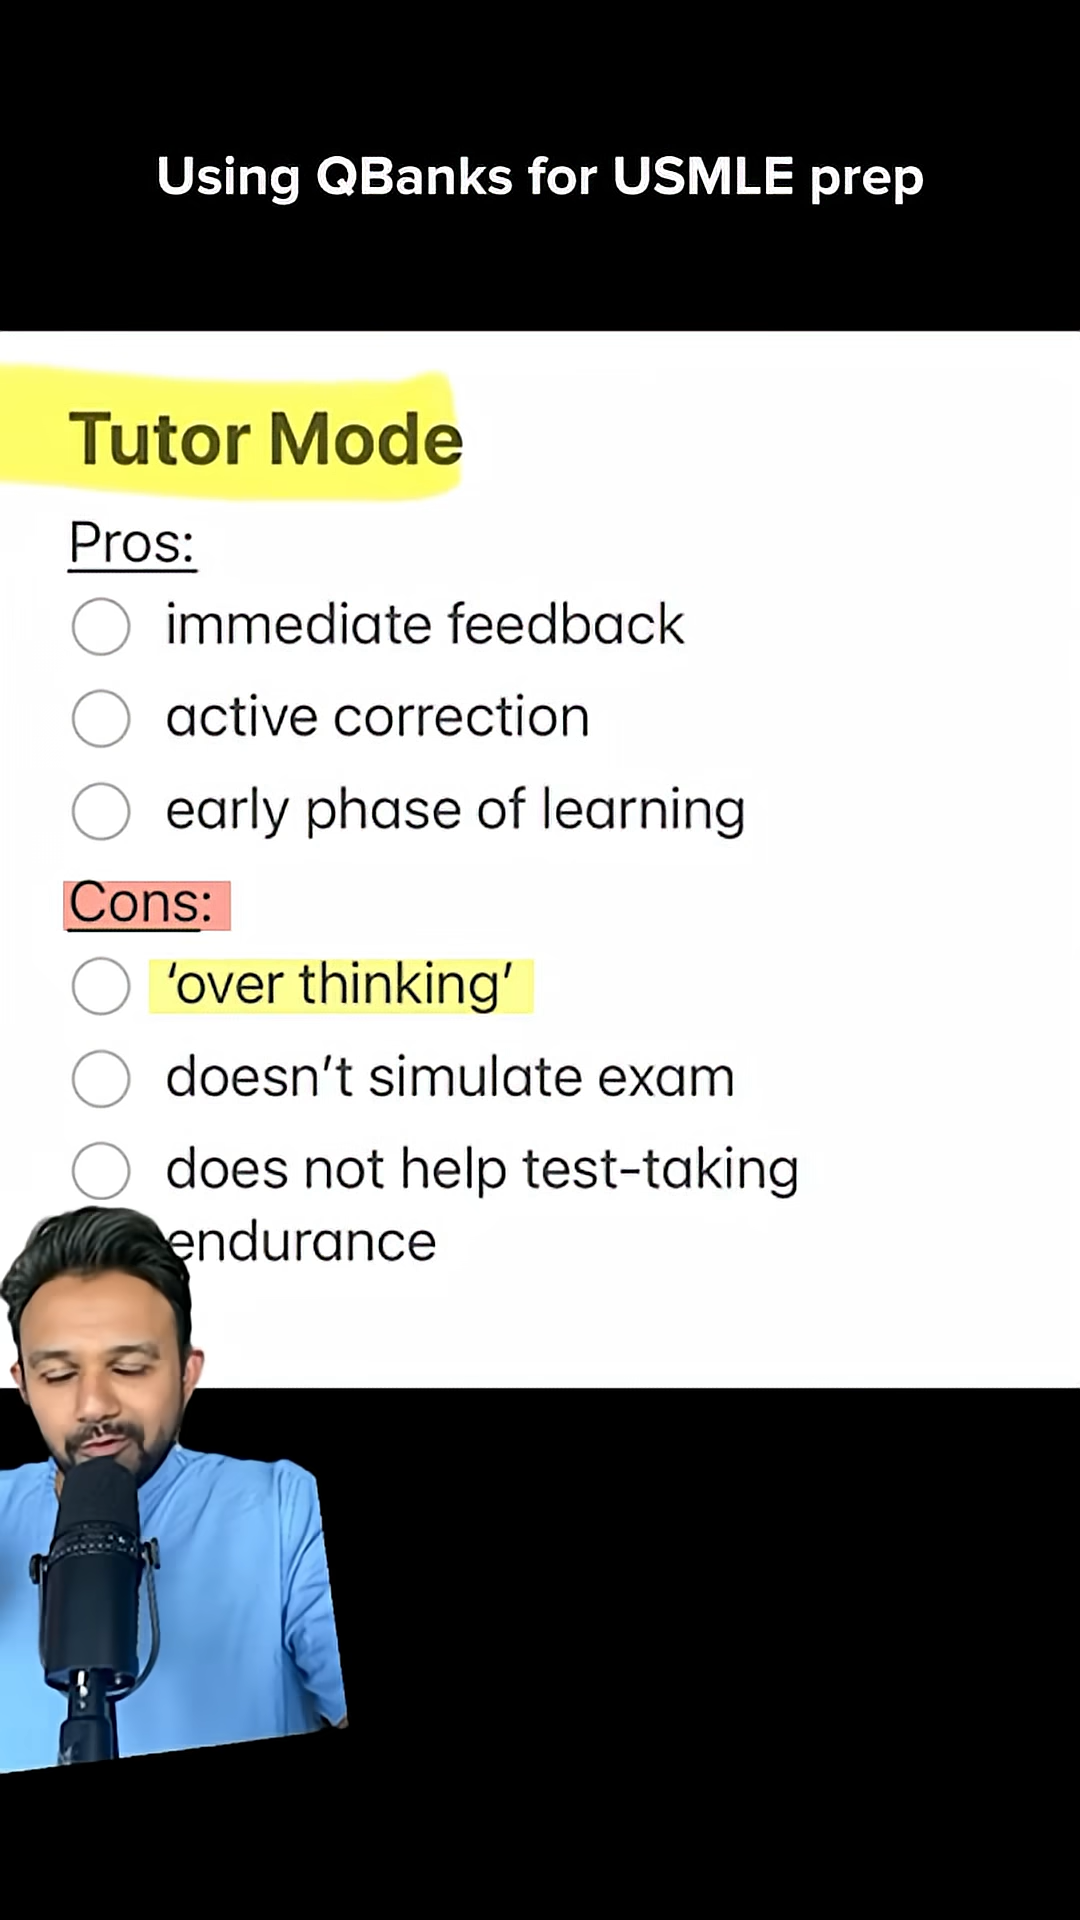 Using QBanks for USMLE prep
Tutor Mode
Pros:
immediate feedback
active correction
early phase of learning
Cons:
‘over thinking’
doesn’t simulate exam
does not help test-taking
endurance